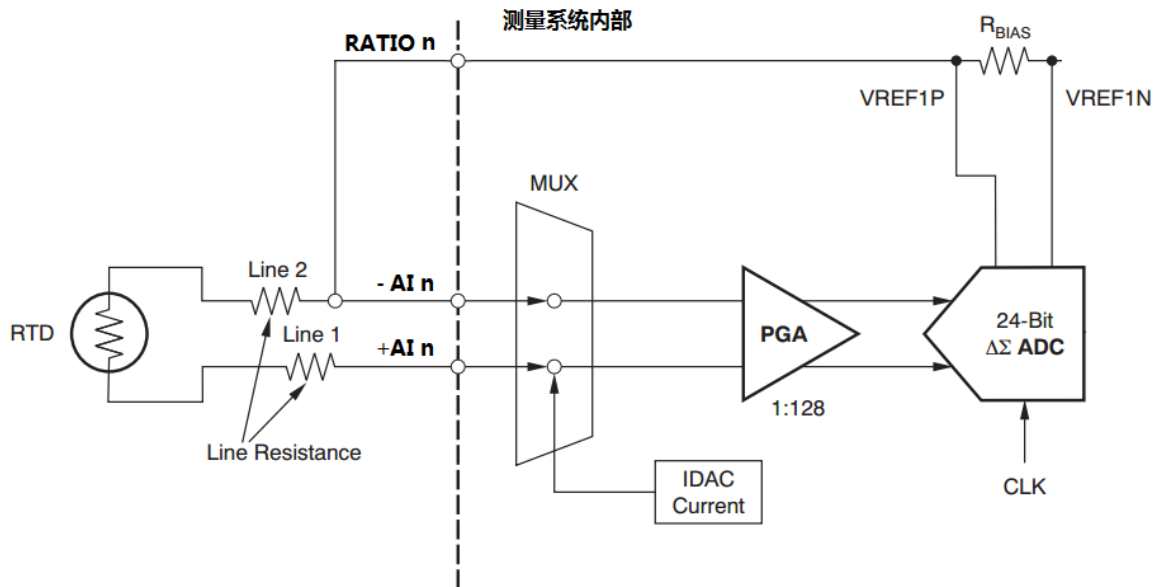 测量系统内部
RATIO n
RBIAS
VREF1P
VREF1N
MUX
Line 2
- AI n
RTD
Line 1
+AI n
PGA
24-Bit
ΔΣ ADC
1:128
Line Resistance
IDAC
Current
CLK